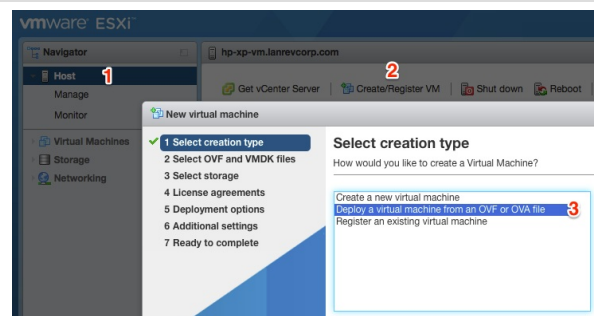 vmware ESXi™
Navigator
hp-xp-vm.lanrevcorp.com
Host
1
2
Manage
Get vCenter Server
Create/Register VM
Shut down
Reboot
Monitor
New virtual machine
Virtual Machines
Storage
Networking
1 Select creation type
2 Select OVF and VMDK files
3 Select storage
4 License agreements
5 Deployment options
6 Additional settings
7 Ready to complete
Select creation type
How would you like to create a Virtual Machine?
Create a new virtual machine
Deploy a virtual machine from an OVF or OVA file
3
Register an existing virtual machine